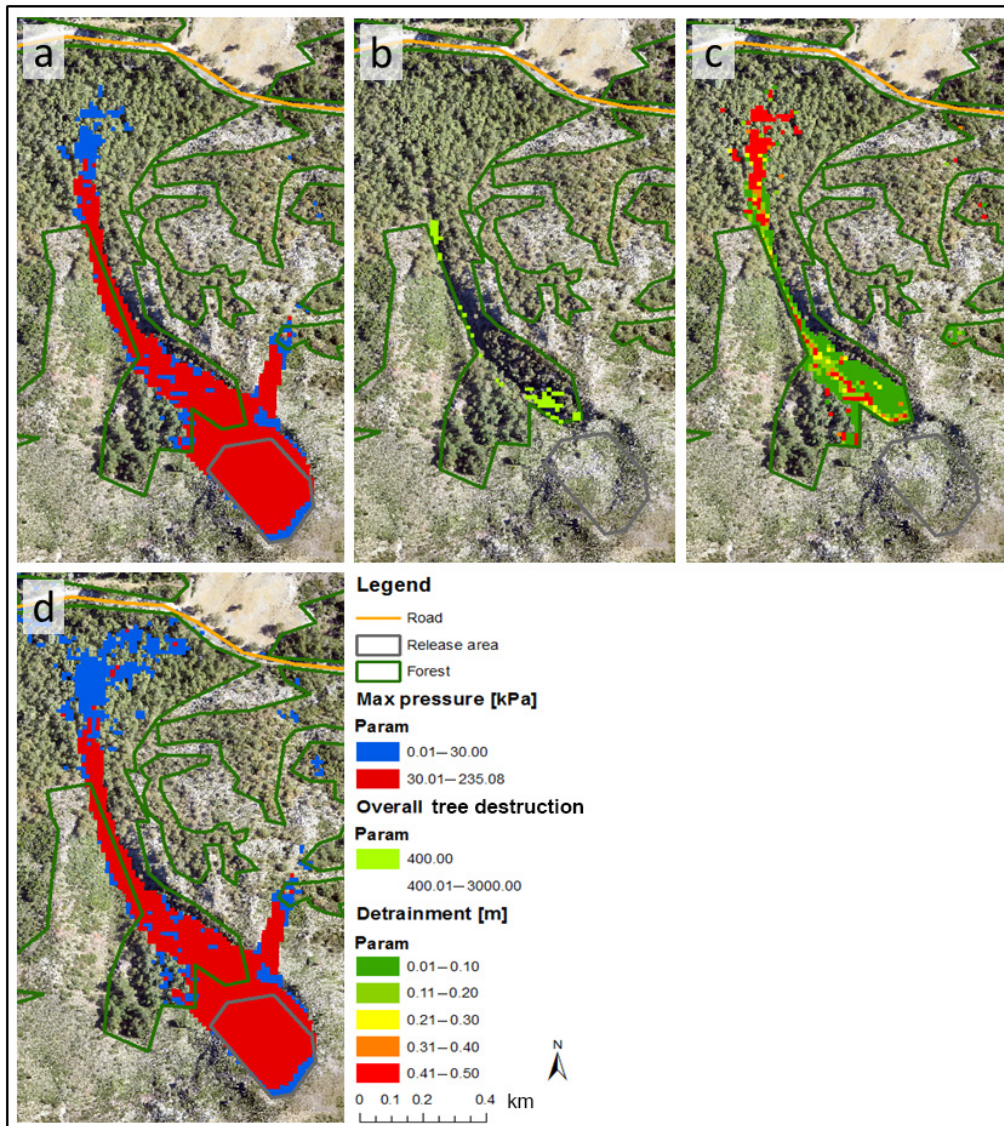 a
b
c
d
Legend
Road
Release area
Forest
Max pressure [kPa]
Param
0.01—30.00
30.01—235.08
Overall tree destruction
Param
400.00
400.01—3000.00
Detrainment [m]
Param
0.01—0.10
0.11—0.20
0.21—0.30
0.31—0.40
0.41—0.50
N
0 0.1 0.2 0.4 km